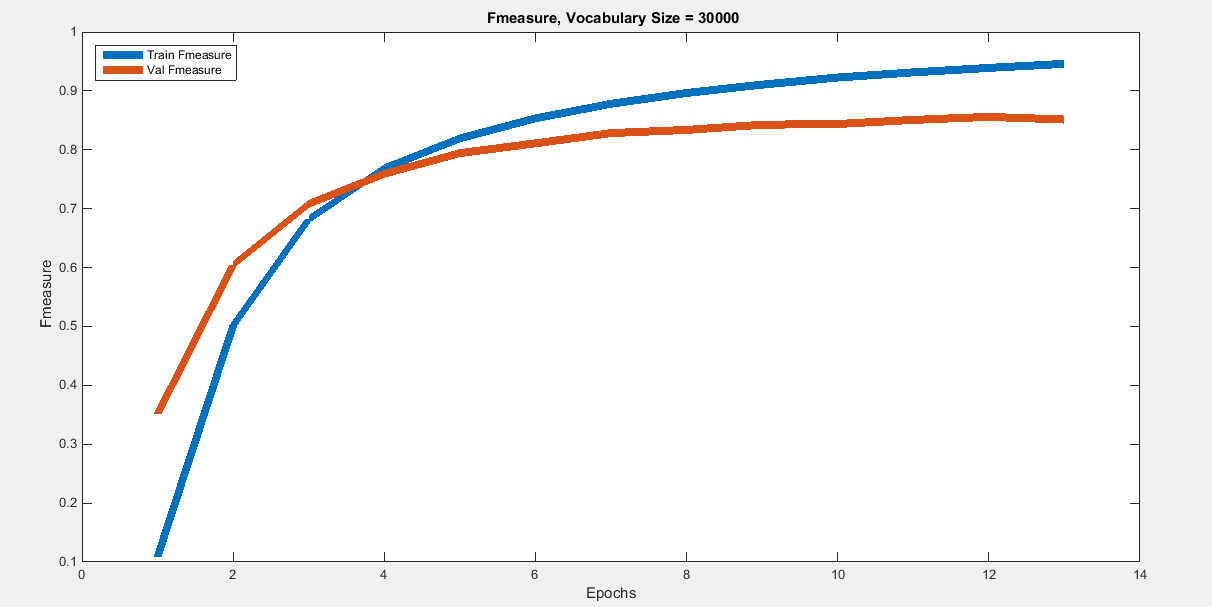 Fmeasure, Vocabulary Size = 30000
Train Fmeasure
Val Fmeasure
1
0.9
0.8
0.7
0.6
0.5
0.4
0.3
0.2
0.1
Fmeasure
0 2 4 6 8 10 12 14
Epochs